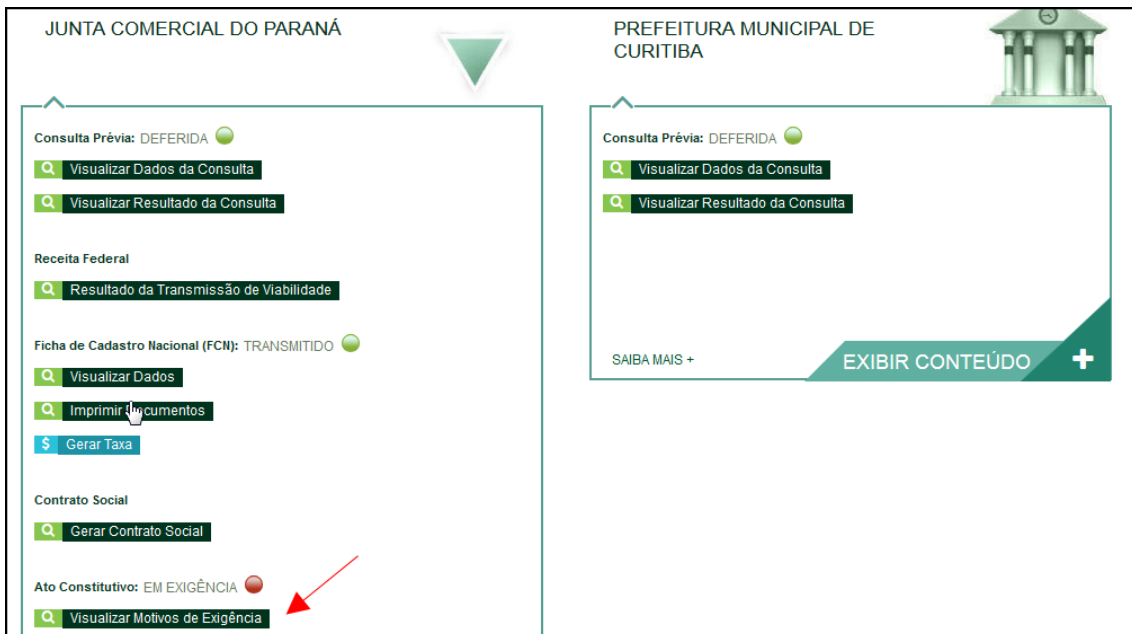 JUNTA COMERCIAL DO PARANÁ
Consulta Prévia: DEFERIDA
Visualizar Dados da Consulta
Visualizar Resultado da Consulta
Receita Federal
Resultado da Transmissão de Viabilidade
Ficha de Cadastro Nacional (FCN): TRANSMITIDO
Visualizar Dados
Imprimir Documentos
$ Gerar Taxa
Contrato Social
Gerar Contrato Social
Ato Constitutivo: EM EXIGÊNCIA
Visualizar Motivos de Exigência
PREFEITURA MUNICIPAL DE
CURITIBA
Consulta Prévia: DEFERIDA
Visualizar Dados da Consulta
Visualizar Resultado da Consulta
SAIBA MAIS +
EXIBIR CONTEÚDO +